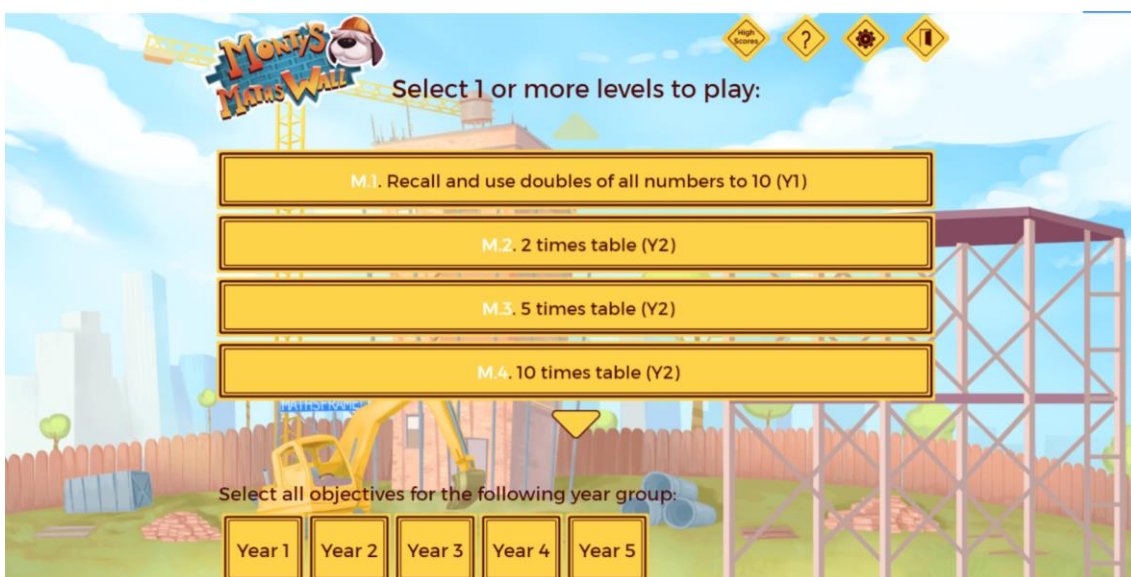 MONTY'S
MATHS WALL
High
Scores
?
Select 1 or more levels to play:
M.1. Recall and use doubles of all numbers to 10 (Y1)
M.2. 2 times table (Y2)
M.3. 5 times table (Y2)
M.4. 10 times table (Y2)
MATHSFRAME
Select all objectives for the following year group:
Year 1 Year 2 Year 3 Year 4 Year 5